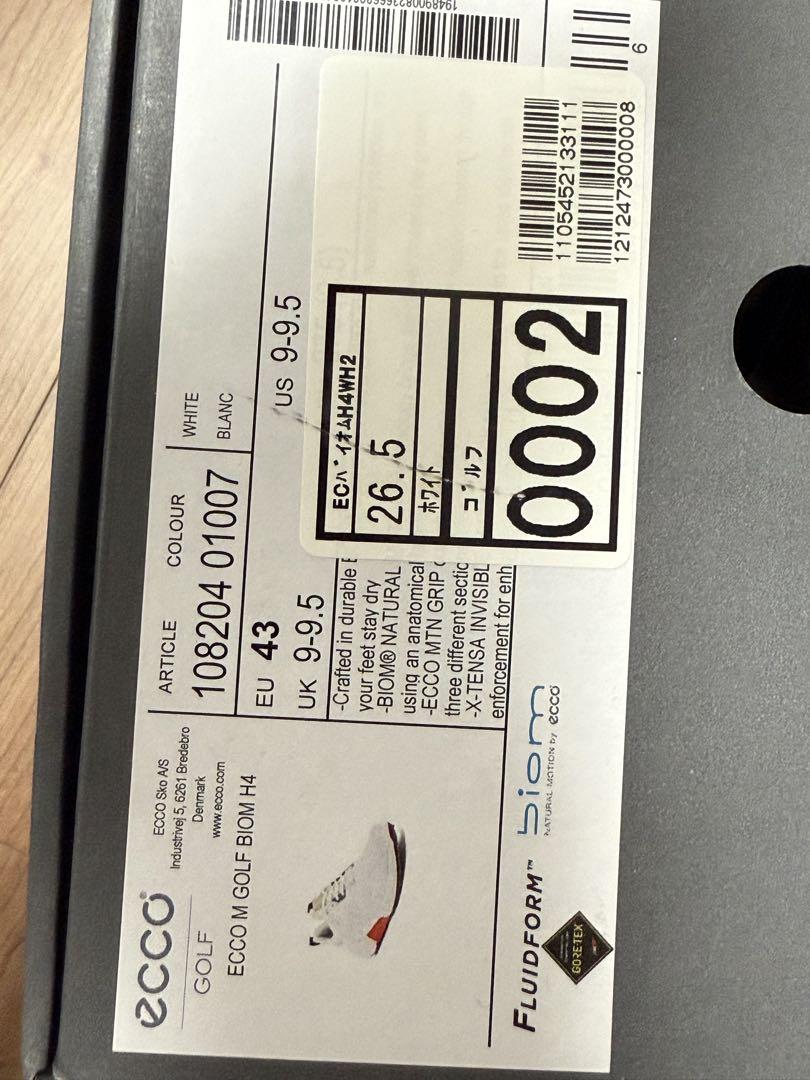 ecco
GOLF
ECCO M GOLF BIOM H4
ECCO Sko A/S
Industrivej 5, 6261 Bredebro
Denmark
www.ecco.com
ARTICLE
108204 01007
COLOUR
WHITE
BLANC
EU 43
US 9-9.5
UK 9-9.5
-Crafted in durable
your feet stay dry
-BIOM® NATURAL
using an anatomical
-ECCO MTN GRIP
three different
-X-TENSA
enforcement for
FLUIDFORM™
biom
NATURAL MOTION by ecco
GORE-TEX
ECバイオムH4WH2
26.5
ホワイト
ゴルフ
0002
1105452133111
1212473000008
6